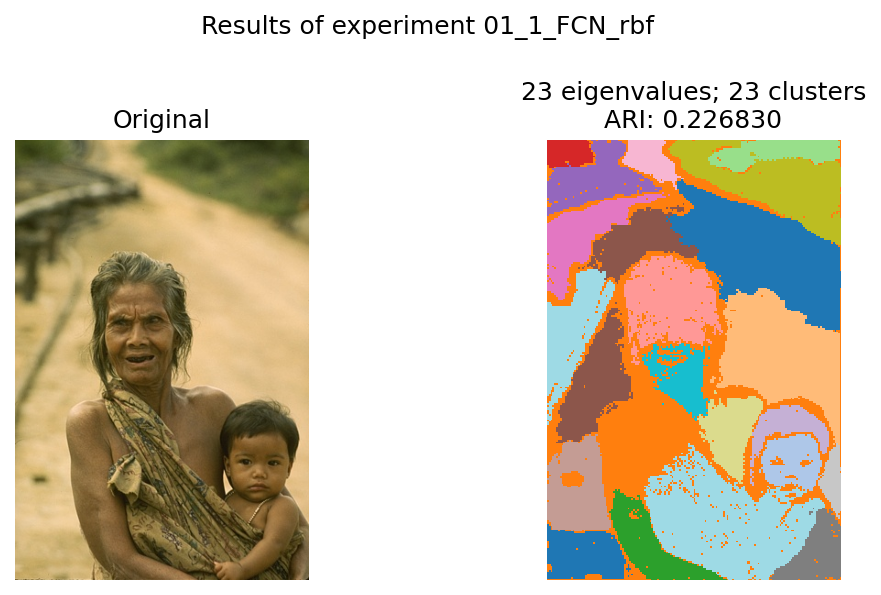 Results of experiment 01_1_FCN_rbf
Original
23 eigenvalues; 23 clusters
ARI: 0.226830